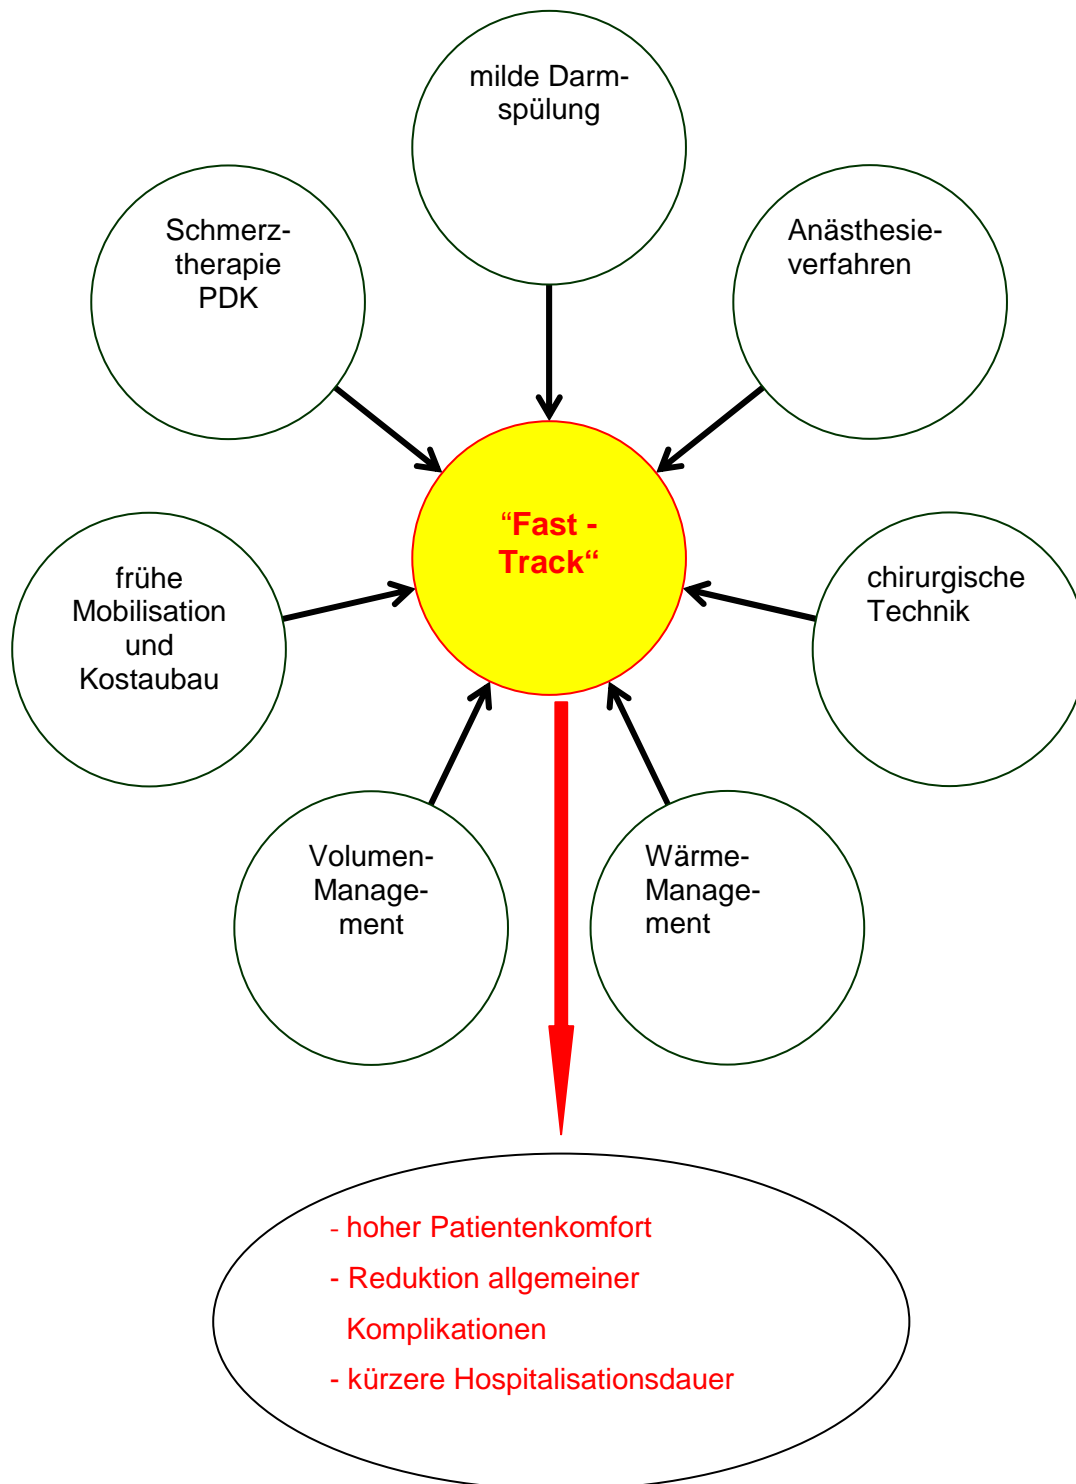 milde Darm-
spülung
Schmerz-
therapie
PDK
Anästhesie-
verfahren
“Fast -
Track“
frühe
Mobilisation
und
Kostaubau
chirurgische
Technik
Volumen-
Manage-
ment
Wärme-
Manage-
ment
- hoher Patientenkomfort
- Reduktion allgemeiner
Komplikationen
- kürzere Hospitalisationsdauer